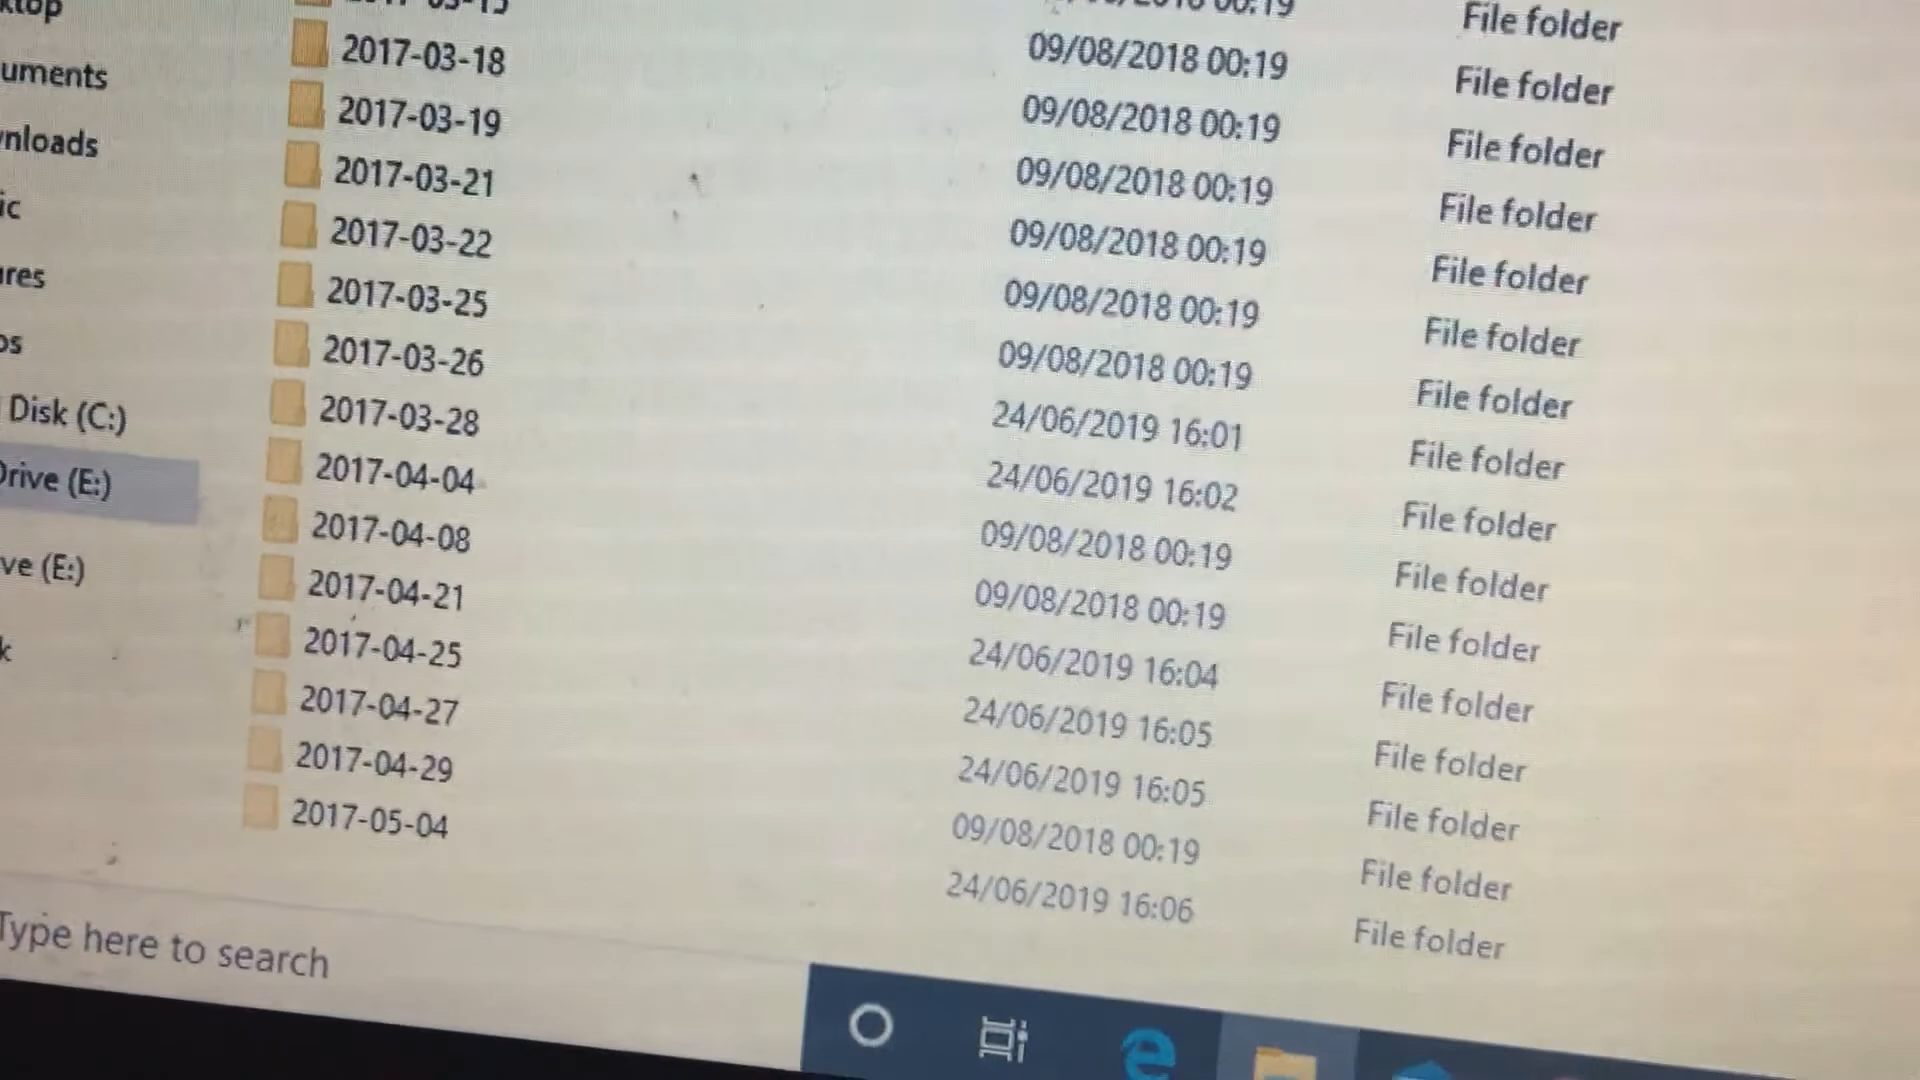 File folder
09/08/2018 00:19 File folder
2017-03-18 09/08/2018 00:19 File folder
uments
2017-03-19 09/08/2018 00:19 File folder
nloads
2017-03-21 09/08/2018 00:19 File folder
ic
2017-03-22 09/08/2018 00:19 File folder
ures
2017-03-25 09/08/2018 00:19 File folder
os
2017-03-26 24/06/2019 16:01 File folder
Disk (C:)
2017-03-28 24/06/2019 16:02 File folder
Drive (E:)
2017-04-04 09/08/2018 00:19 File folder
2017-04-08 09/08/2018 00:19 File folder
ve (E:)
2017-04-21 24/06/2019 16:04 File folder
k
2017-04-25 24/06/2019 16:05 File folder
2017-04-27 24/06/2019 16:05 File folder
2017-04-29 09/08/2018 00:19 File folder
2017-05-04 24/06/2019 16:06 File folder
Type here to search